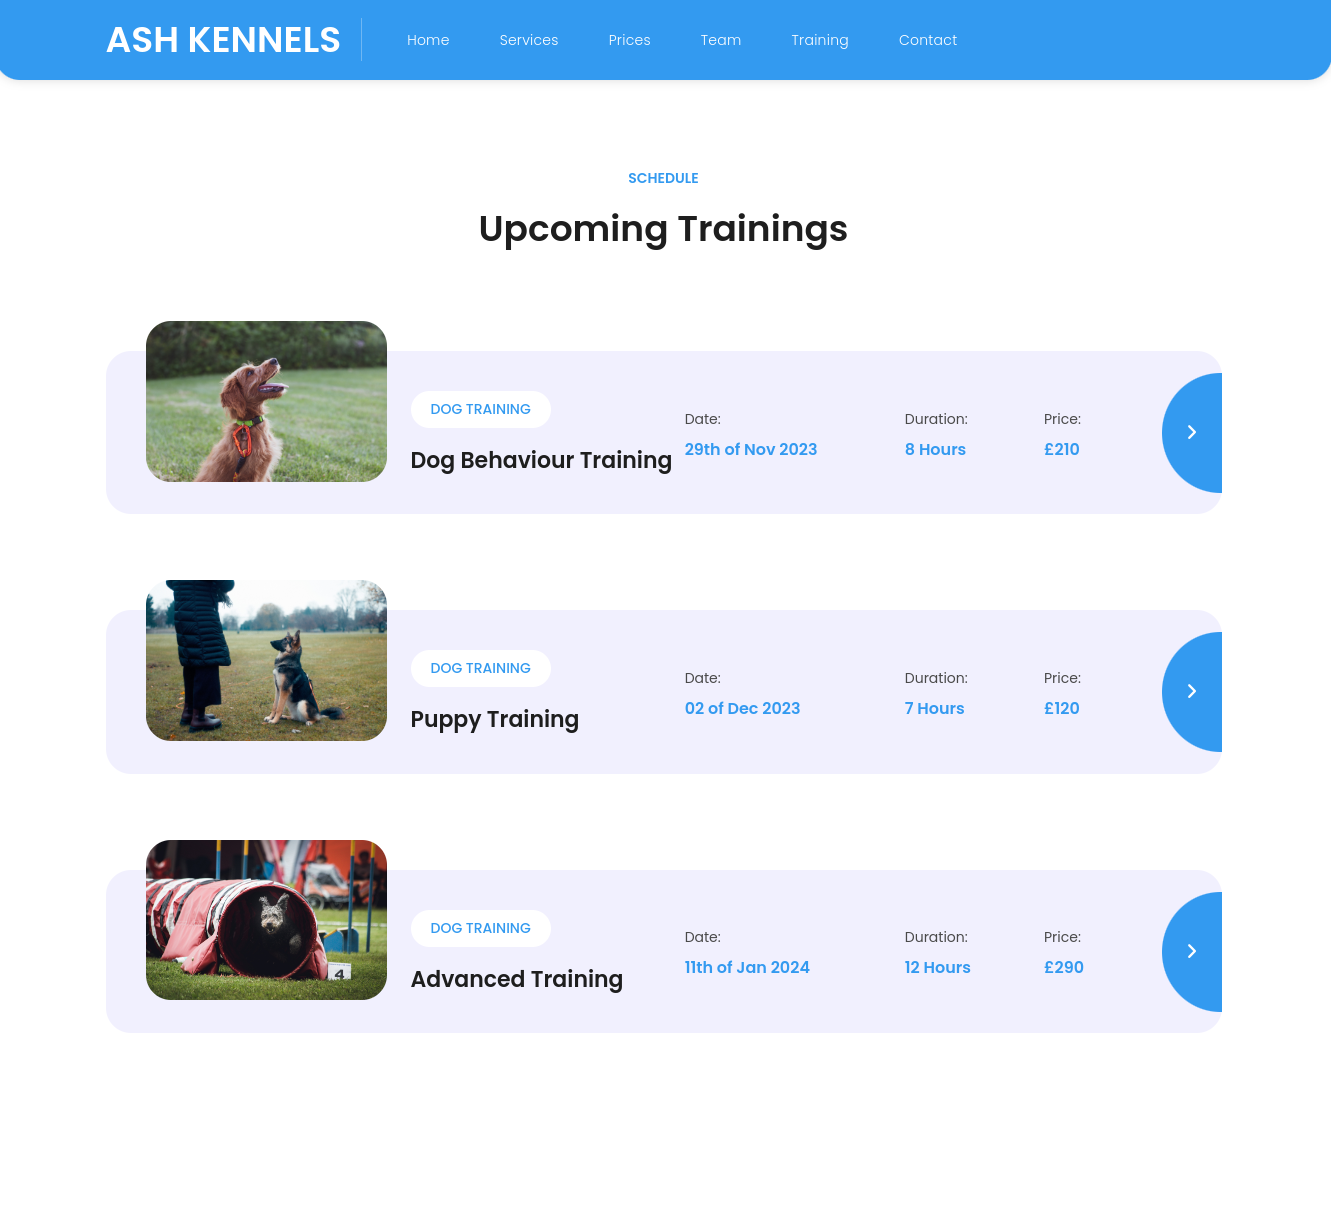 ASH KENNELS
Home Services Prices Team Training Contact
SCHEDULE
Upcoming Trainings
DOG TRAINING
Dog Behaviour Training
Date:
29th of Nov 2023
Duration:
8 Hours
Price:
£210
DOG TRAINING
Puppy Training
Date:
02 of Dec 2023
Duration:
7 Hours
Price:
£120
4
DOG TRAINING
Advanced Training
Date:
11th of Jan 2024
Duration:
12 Hours
Price:
£290